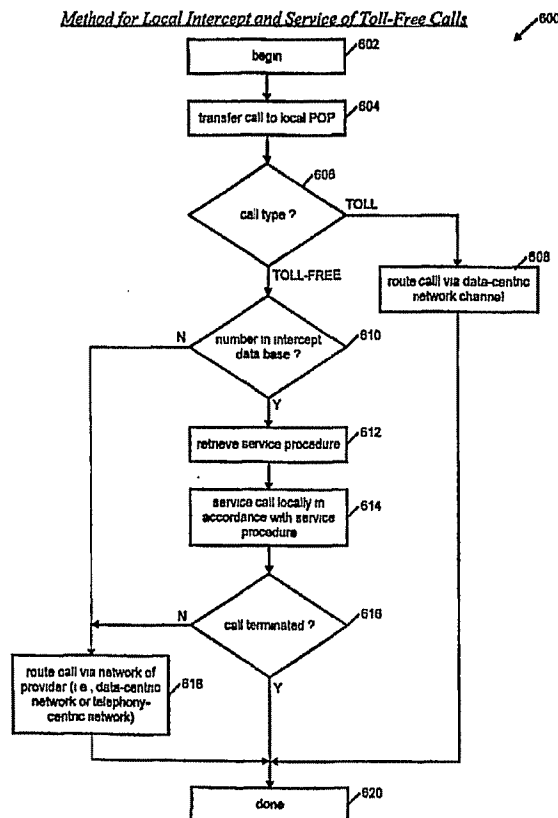 Method for Local Intercept and Service of Toll-Free Calls
600
begin
602
transfer call to local POP
604
606
call type ?
TOLL
TOLL-FREE
608
route call via data-centric
network channel
number in intercept
data base ?
610
N
Y
retrieve service procedure
612
service call locally in
accordance with service
procedure
614
call terminated ?
616
N
Y
route call via network of
provider (i.e., data-centric
network or telephony-
centric network)
618
done
620